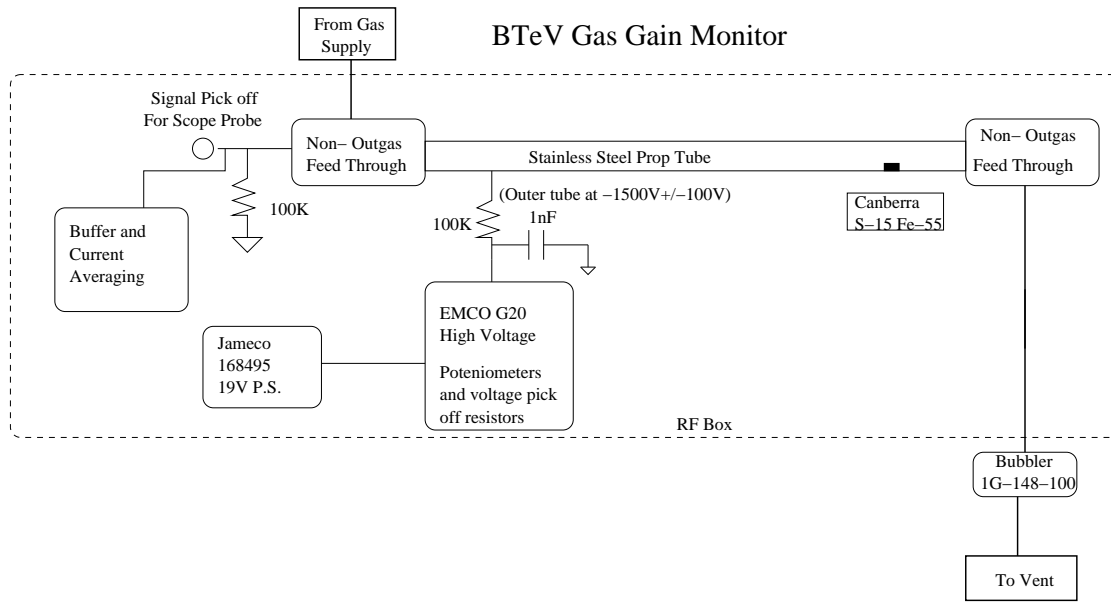 From Gas
Supply
BTeV Gas Gain Monitor
Signal Pick off
For Scope Probe
Non− Outgas
Feed Through
Stainless Steel Prop Tube
Non− Outgas
Feed Through
(Outer tube at −1500V+/−100V)
100K
100K
1nF
Canberra
S−15 Fe−55
Buffer and
Current
Averaging
EMCO G20
High Voltage
Poteniometers
and voltage pick
off resistors
Jameco
168495
19V P.S.
RF Box
Bubbler
1G−148−100
To Vent